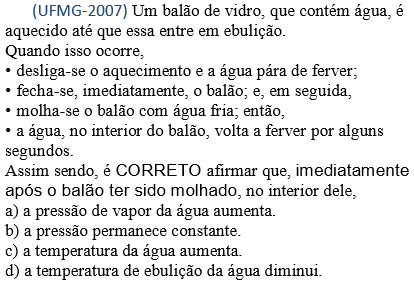 (UFMG-2007) Um balão de vidro, que contém água, é
aquecido até que essa entre em ebulição.
Quando isso ocorre,
• desliga-se o aquecimento e a água pára de ferver;
• fecha-se, imediatamente, o balão; e, em seguida,
• molha-se o balão com água fria; então,
• a água, no interior do balão, volta a ferver por alguns
segundos.
Assim sendo, é CORRETO afirmar que, imediatamente
após o balão ter sido molhado, no interior dele,
a) a pressão de vapor da água aumenta.
b) a pressão permanece constante.
c) a temperatura da água aumenta.
d) a temperatura de ebulição da água diminui.